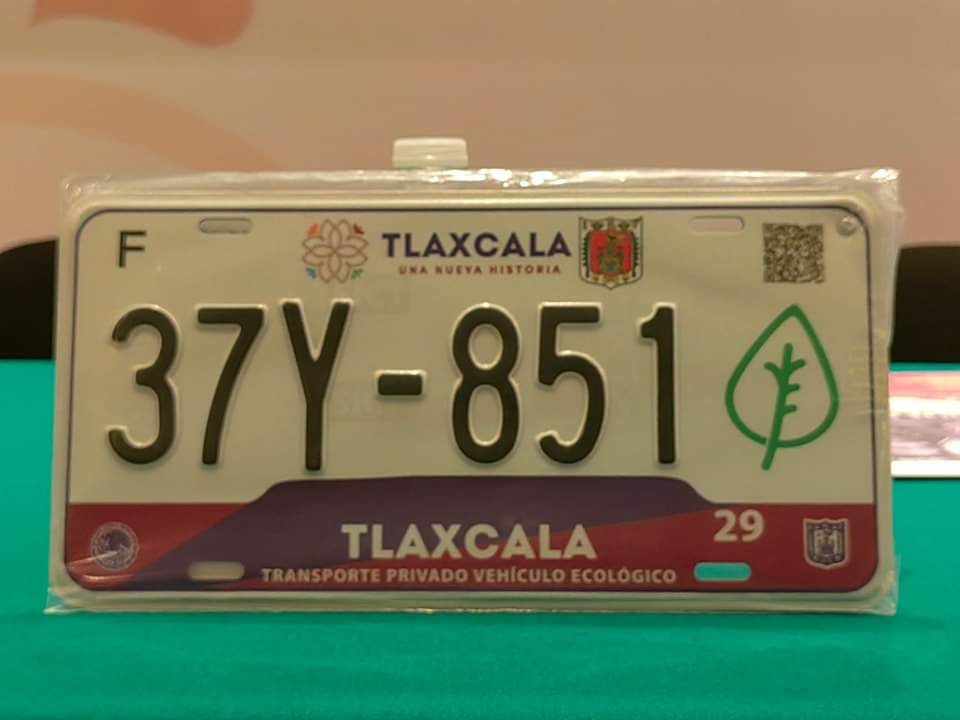 F
TLAXCALA
UNA NUEVA HISTORIA
37Y-851
TLAXCALA
29
TRANSPORTE PRIVADO VEHÍCULO ECOLÓGICO